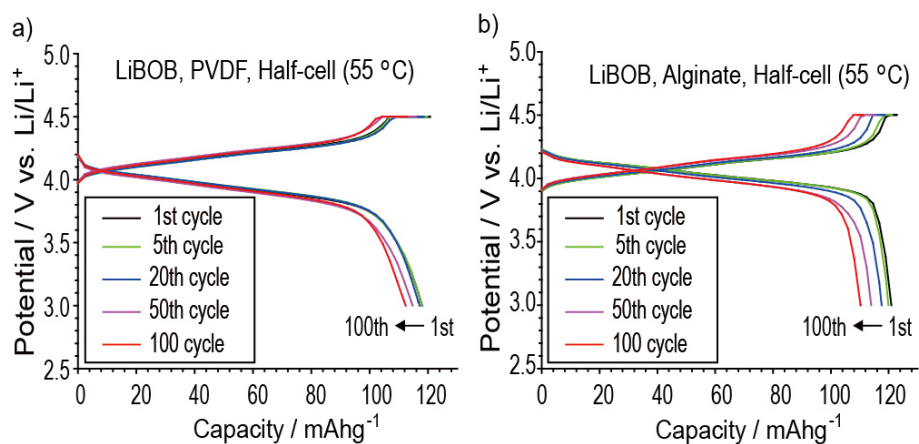 a)
LiBOB, PVDF, Half-cell (55 °C)
Potential / V vs. Li/Li⁺
5.0
4.5
4.0
3.5
3.0
2.5
1st cycle
5th cycle
20th cycle
50th cycle
100 cycle
100th ← 1st
0 20 40 60 80 100 120
Capacity / mAhg⁻¹
b)
LiBOB, Alginate, Half-cell (55 °C)
Potential / V vs. Li/Li⁺
5.0
4.5
4.0
3.5
3.0
2.5
1st cycle
5th cycle
20th cycle
50th cycle
100 cycle
100th ← 1st
0 20 40 60 80 100 120
Capacity / mAhg⁻¹